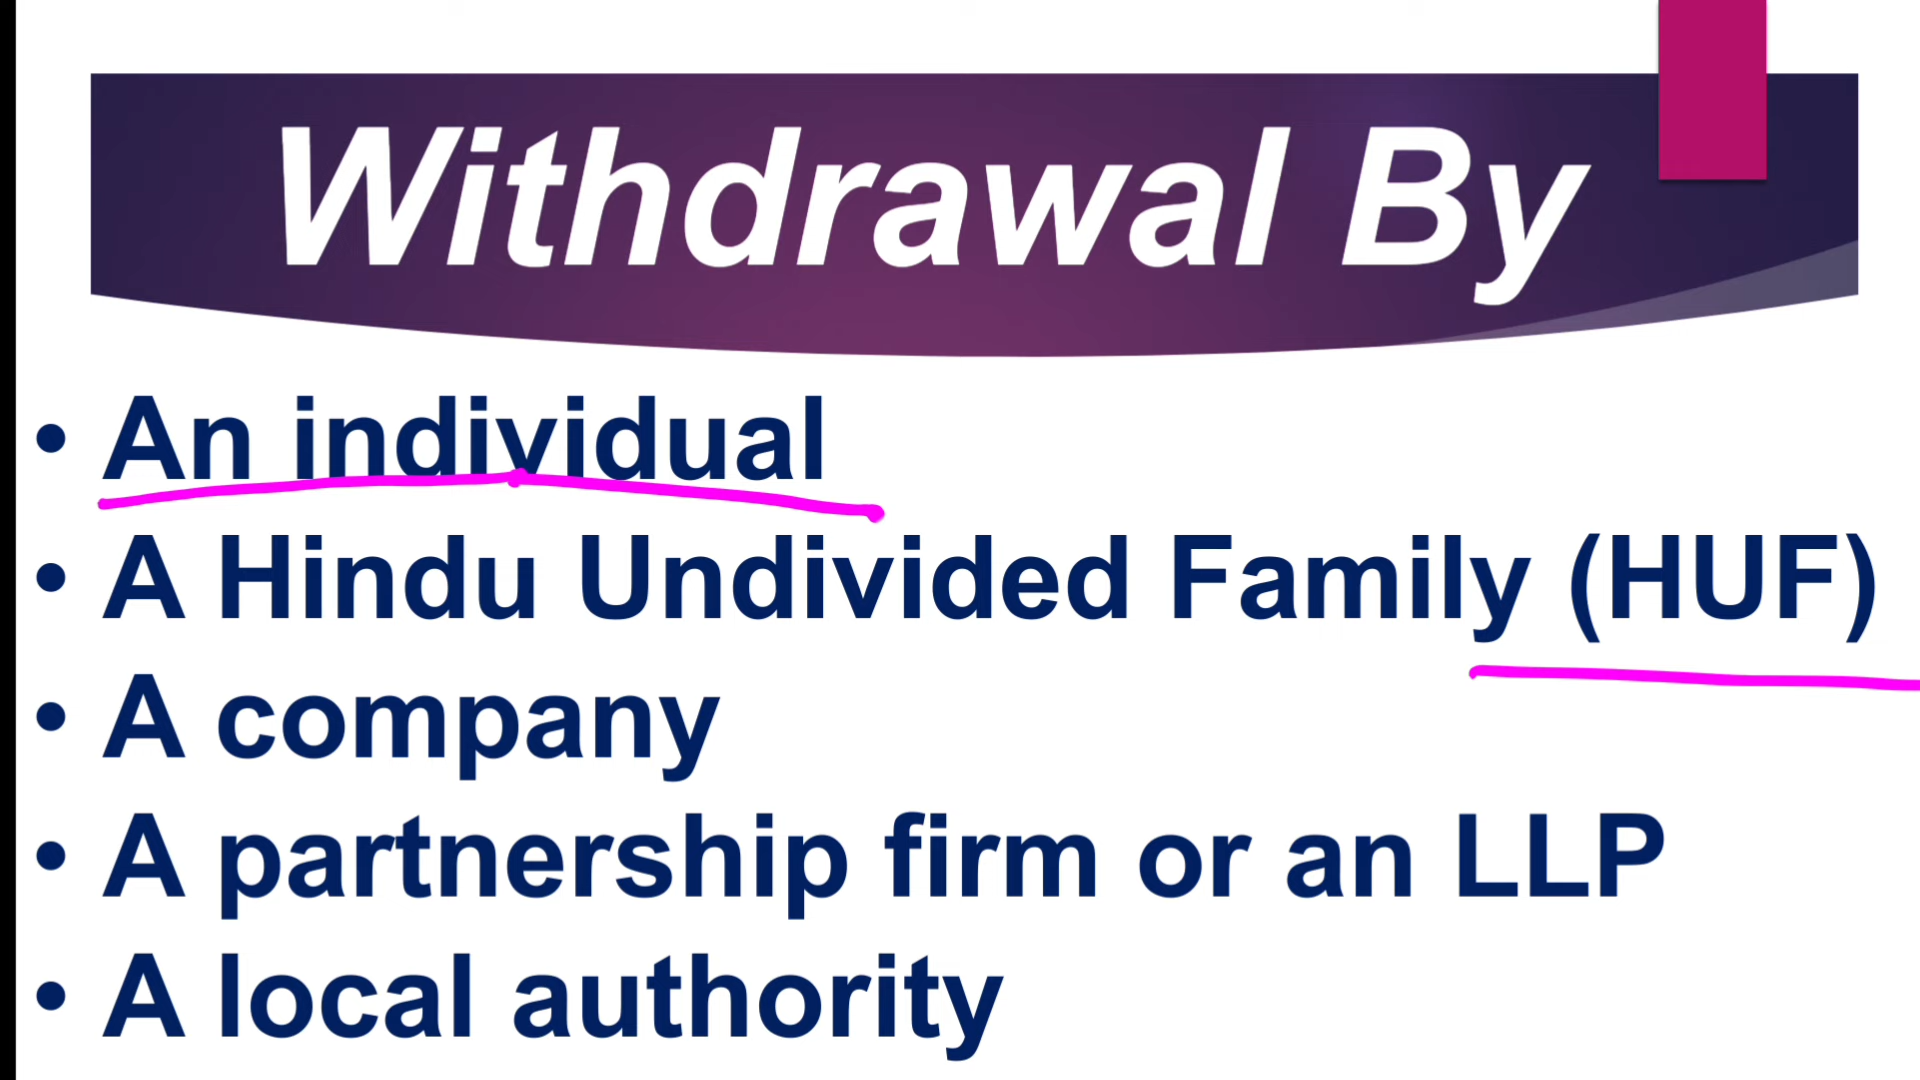 Withdrawal By
• An individual
• A Hindu Undivided Family (HUF)
• A company
• A partnership firm or an LLP
• A local authority